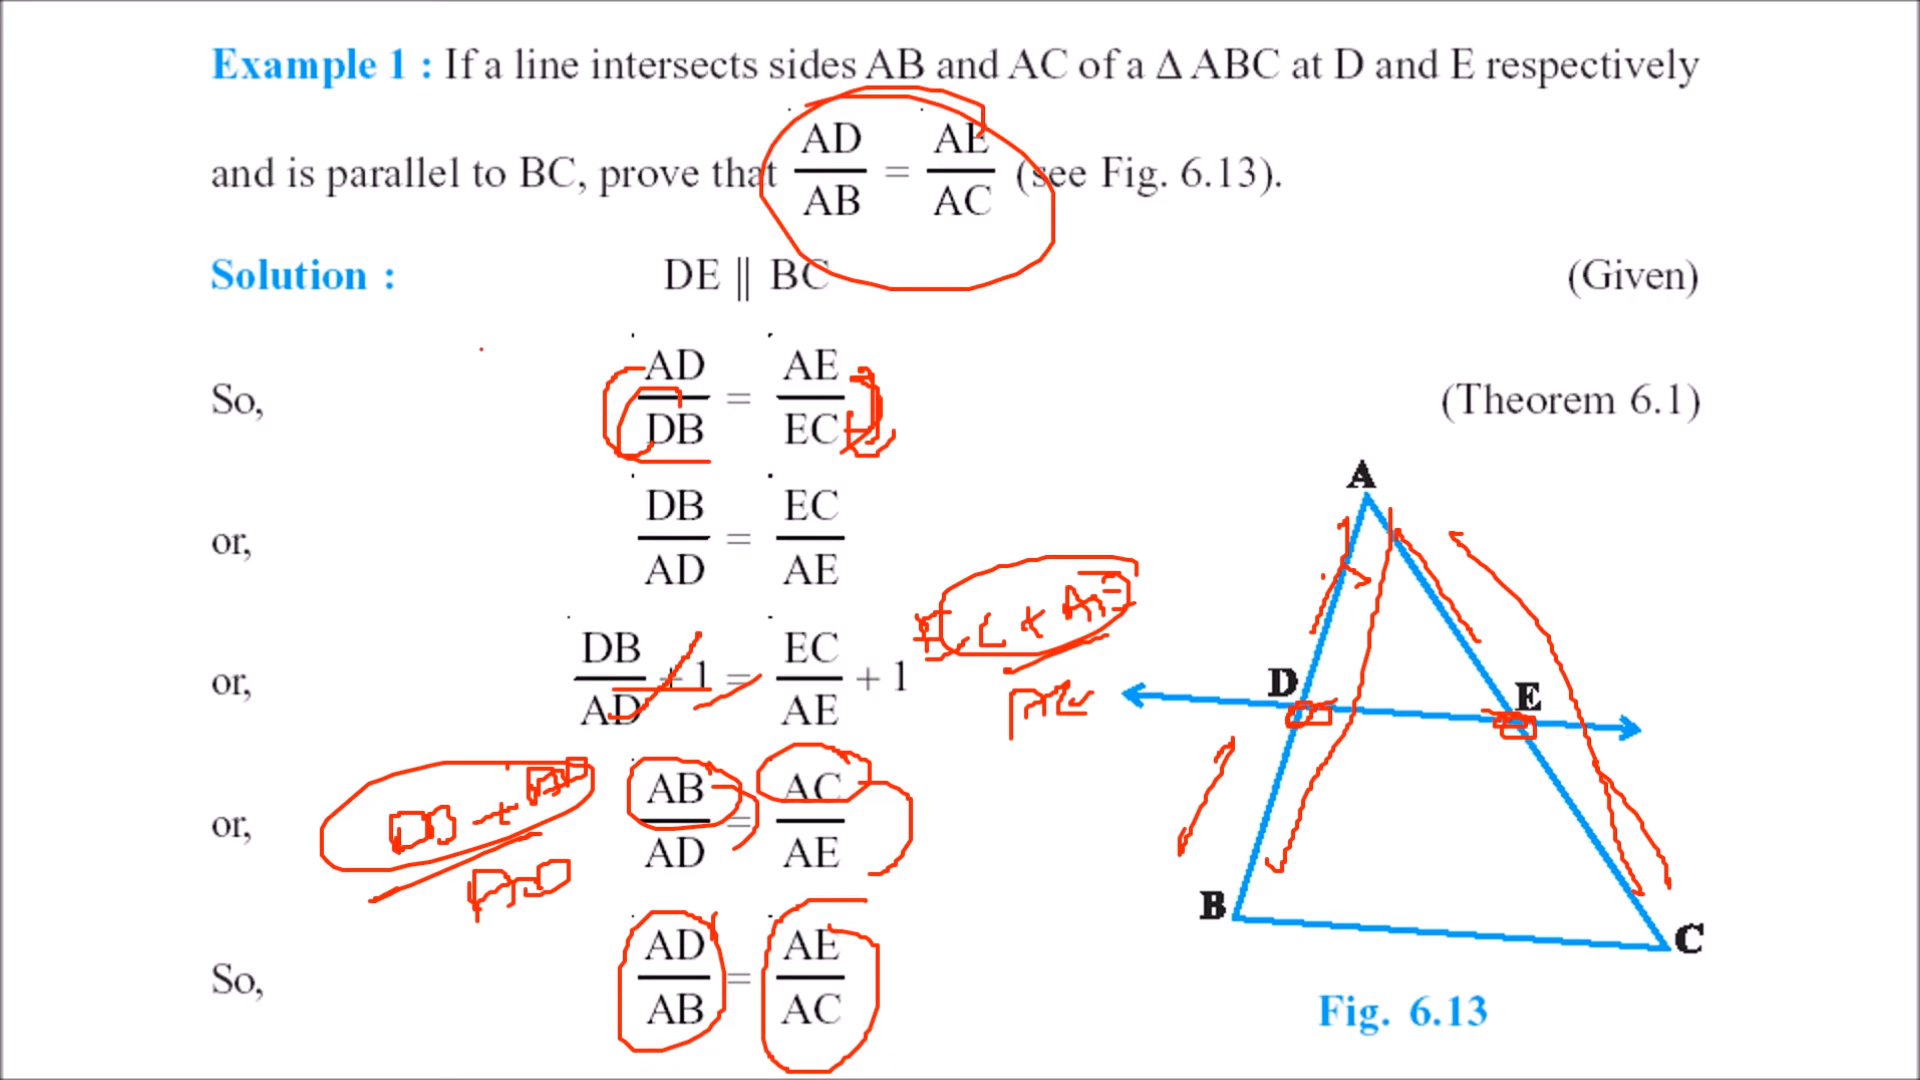 Example 1 : If a line intersects sides AB and AC of a Δ ABC at D and E respectively
and is parallel to BC, prove that AD/AB = AE/AC (see Fig. 6.13).
Solution : DE || BC (Given)
So, AD/DB = AE/EC (Theorem 6.1)
or, DB/AD = EC/AE
or, DB/AD + 1 = EC/AE + 1
or, AB/AD = AC/AE
So, AD/AB = AE/AC
A
D
E
B
C
Fig. 6.13